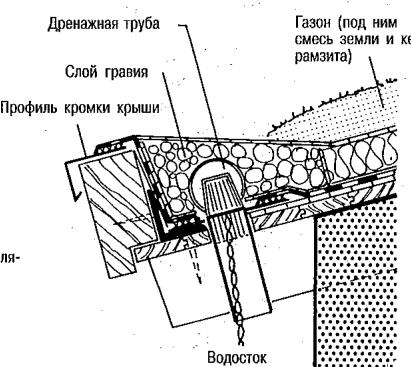 Дренажная труба
Газон (под ним
смесь земли и ке
рамзита)
Слой гравия
Профиль кромки крыши
ля-
Водосток